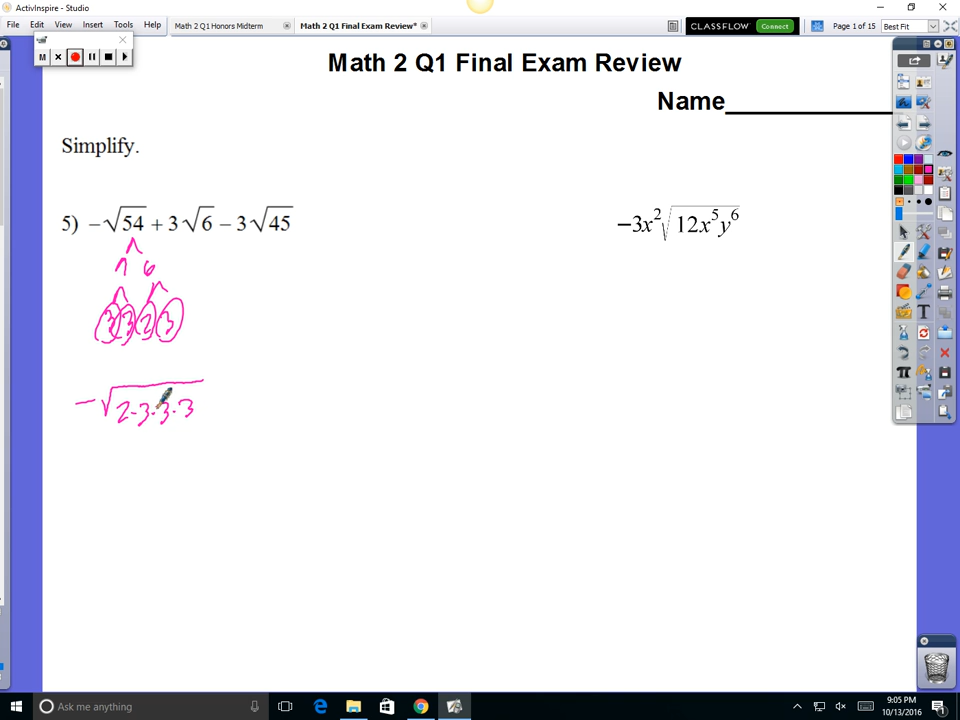 ActivInspire - Studio
File Edit View Insert Tools Help
Math 2 Q1 Honors Midterm
Math 2 Q1 Final Exam Review*
CLASSFLOW Connect
Page 1 of 15
Best Fit
M
Math 2 Q1 Final Exam Review
Name____________
Simplify.
5) −√54 + 3√6 − 3√45
−3x²√12x⁵y⁶
9 6
3 3 2 3
−√2·3·3·3
Ask me anything
9:05 PM
10/13/2016